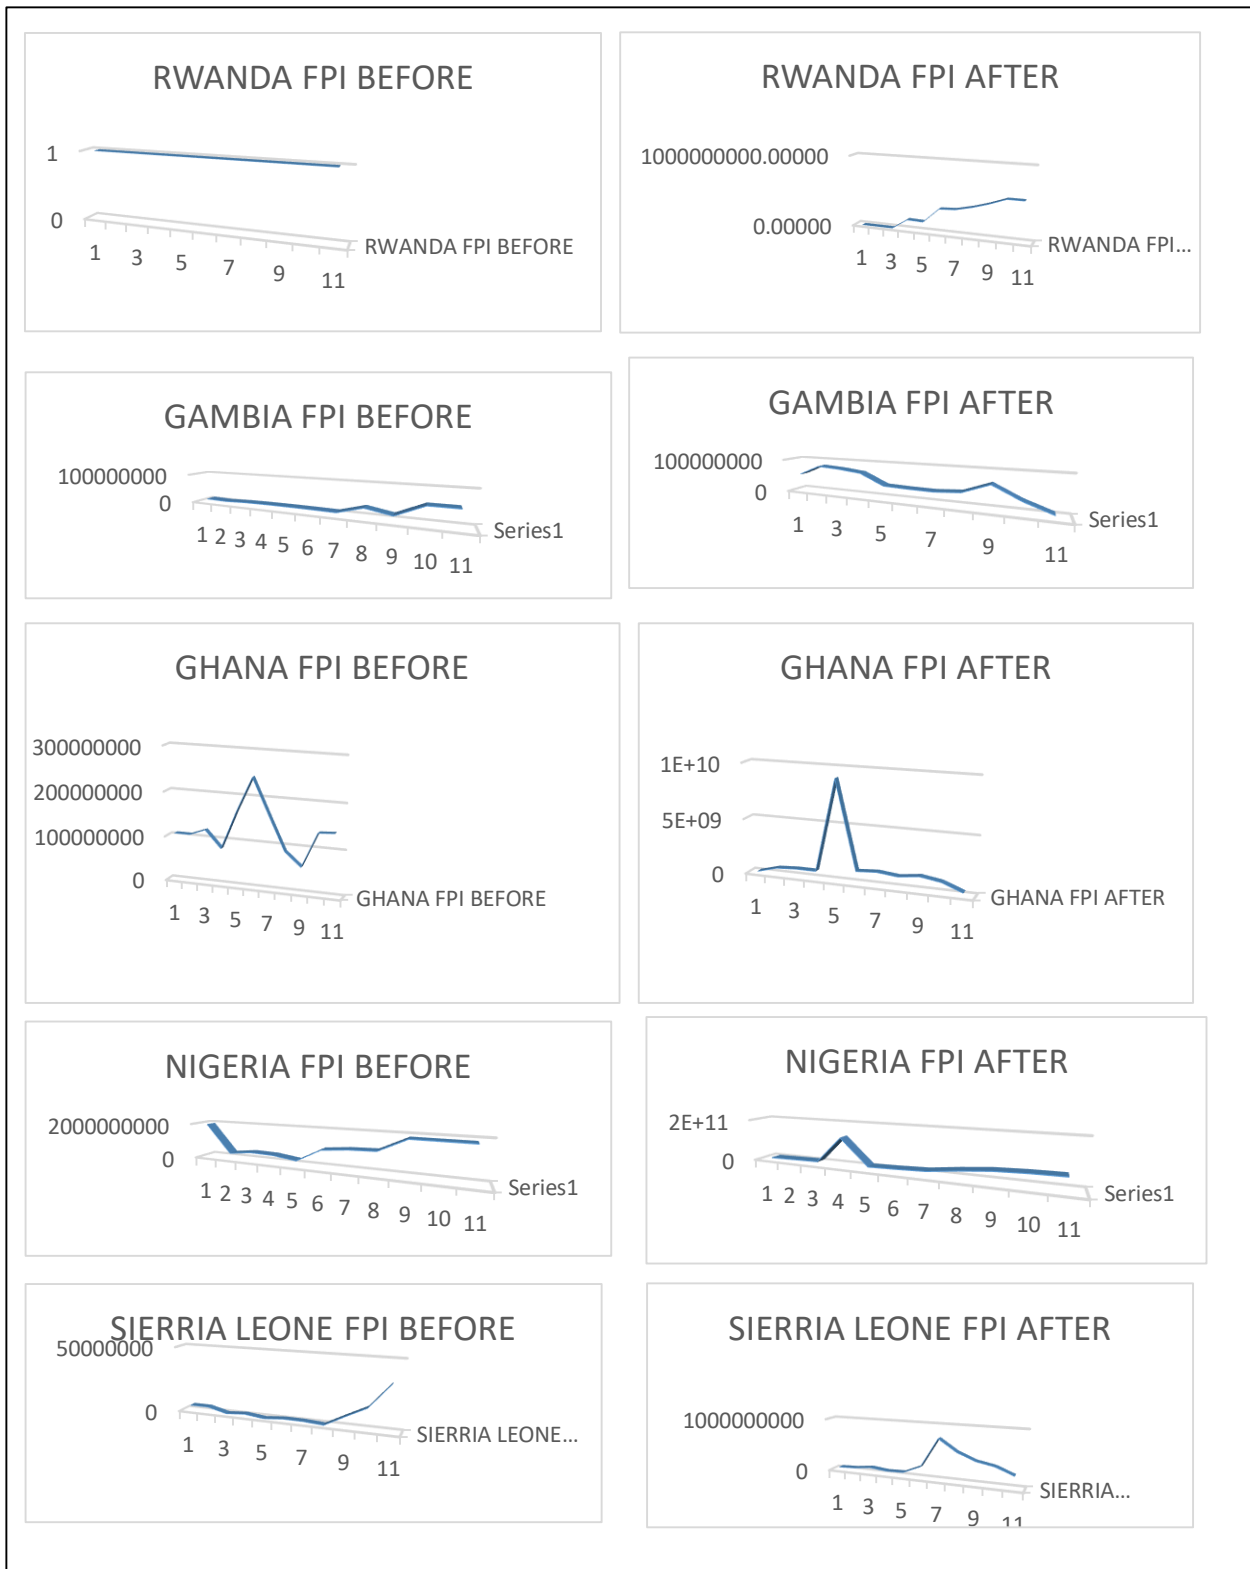 RWANDA FPI BEFORE
1
0
1 3 5 7 9 11
RWANDA FPI BEFORE
RWANDA FPI AFTER
1000000000.00000
0.00000
1 3 5 7 9 11
RWANDA FPI...
GAMBIA FPI BEFORE
100000000
0
1 2 3 4 5 6 7 8 9 10 11
Series1
GAMBIA FPI AFTER
100000000
0
1 3 5 7 9 11
Series1
GHANA FPI BEFORE
300000000
200000000
100000000
0
1 3 5 7 9 11
GHANA FPI BEFORE
GHANA FPI AFTER
1E+10
5E+09
0
1 3 5 7 9 11
GHANA FPI AFTER
NIGERIA FPI BEFORE
2000000000
0
1 2 3 4 5 6 7 8 9 10 11
Series1
NIGERIA FPI AFTER
2E+11
0
1 2 3 4 5 6 7 8 9 10 11
Series1
SIERRIA LEONE FPI BEFORE
50000000
0
1 3 5 7 9 11
SIERRIA LEONE...
SIERRIA LEONE FPI AFTER
1000000000
0
1 3 5 7 9 11
SIERRIA...